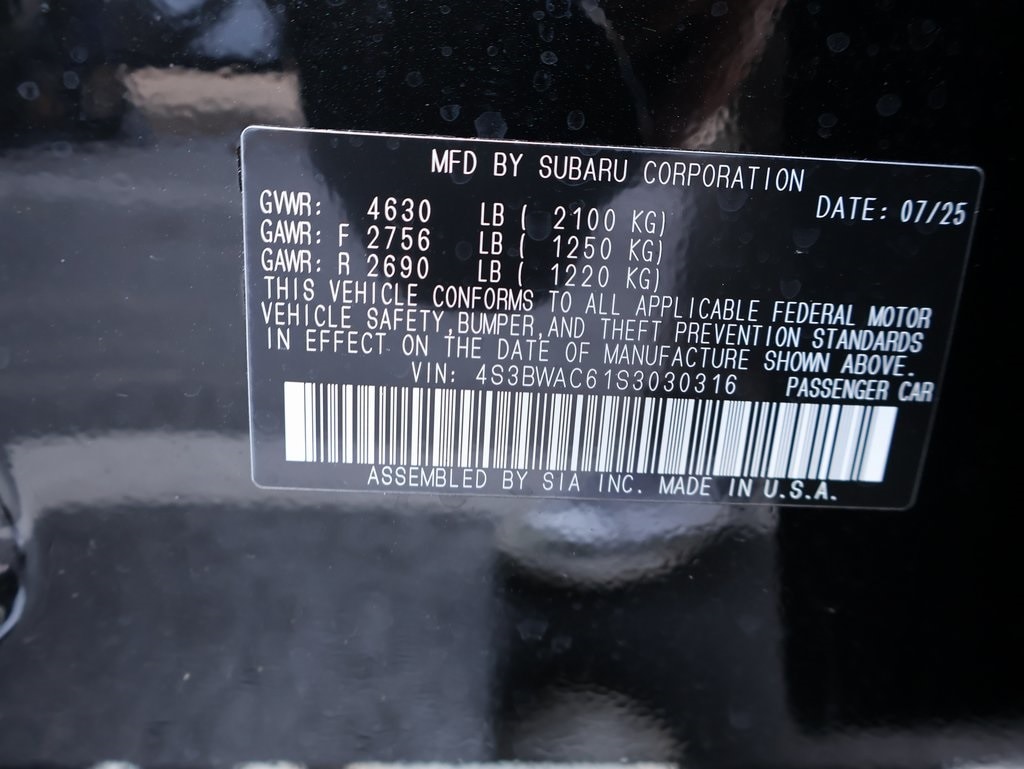 MFD BY SUBARU CORPORATION
DATE: 07/25
GVWR: 4630 LB ( 2100 KG)
GAWR: F 2756 LB ( 1250 KG)
GAWR: R 2690 LB ( 1220 KG)
THIS VEHICLE CONFORMS TO ALL APPLICABLE FEDERAL MOTOR
VEHICLE SAFETY, BUMPER, AND THEFT PREVENTION STANDARDS
IN EFFECT ON THE DATE OF MANUFACTURE SHOWN ABOVE.
VIN: 4S3BWAC61S3030316 PASSENGER CAR
ASSEMBLED BY SIA INC. MADE IN U.S.A.